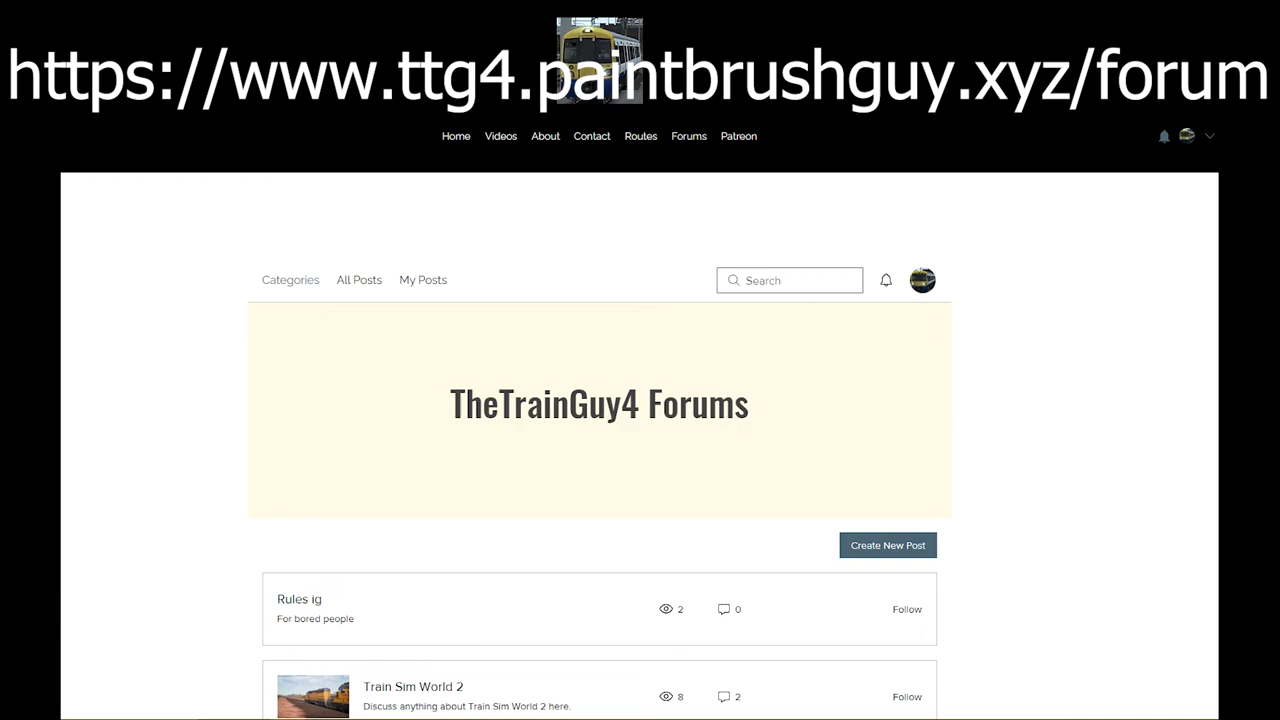 https://www.ttg4.paintbrushguy.xyz/forum
Home Videos About Contact Routes Forums Patreon
Categories All Posts My Posts Search
TheTrainGuy4 Forums
Create New Post
Rules ig
For bored people
2 0 Follow
Train Sim World 2
Discuss anything about Train Sim World 2 here.
8 2 Follow